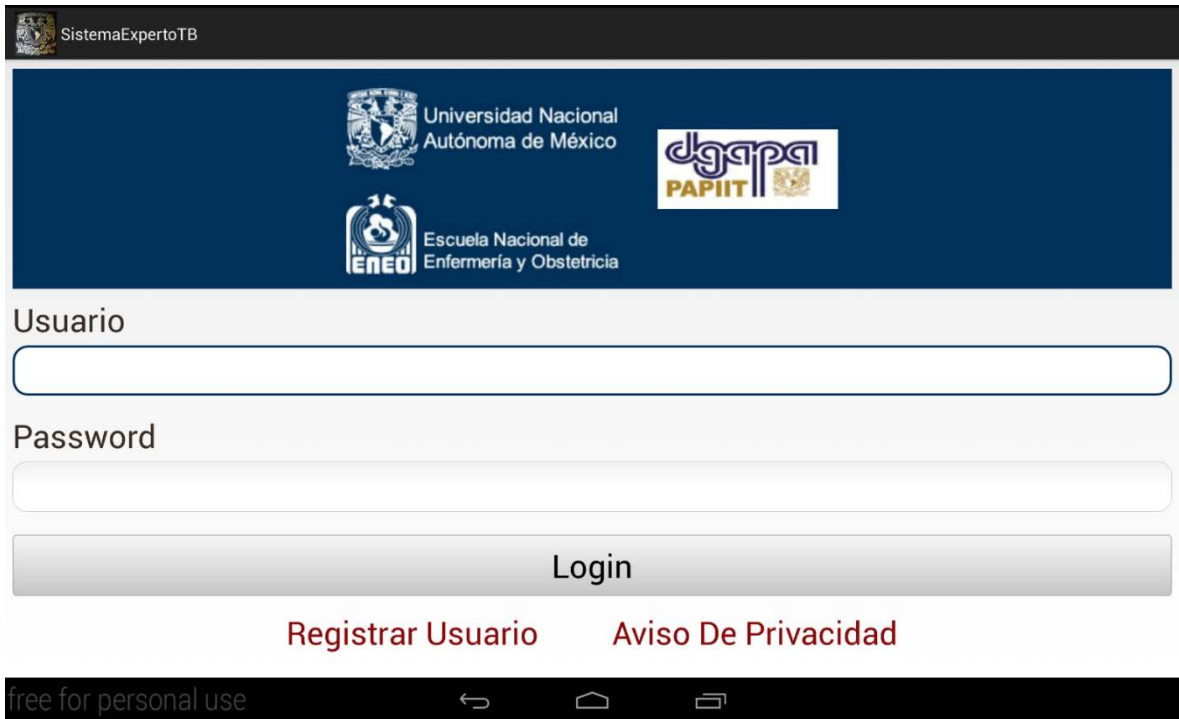 SistemaExpertoTB
Universidad Nacional
Autónoma de México
dgapa
PAPIIT
ENEO
Escuela Nacional de
Enfermería y Obstetricia
Usuario
Password
Login
Registrar Usuario
Aviso De Privacidad
free for personal use